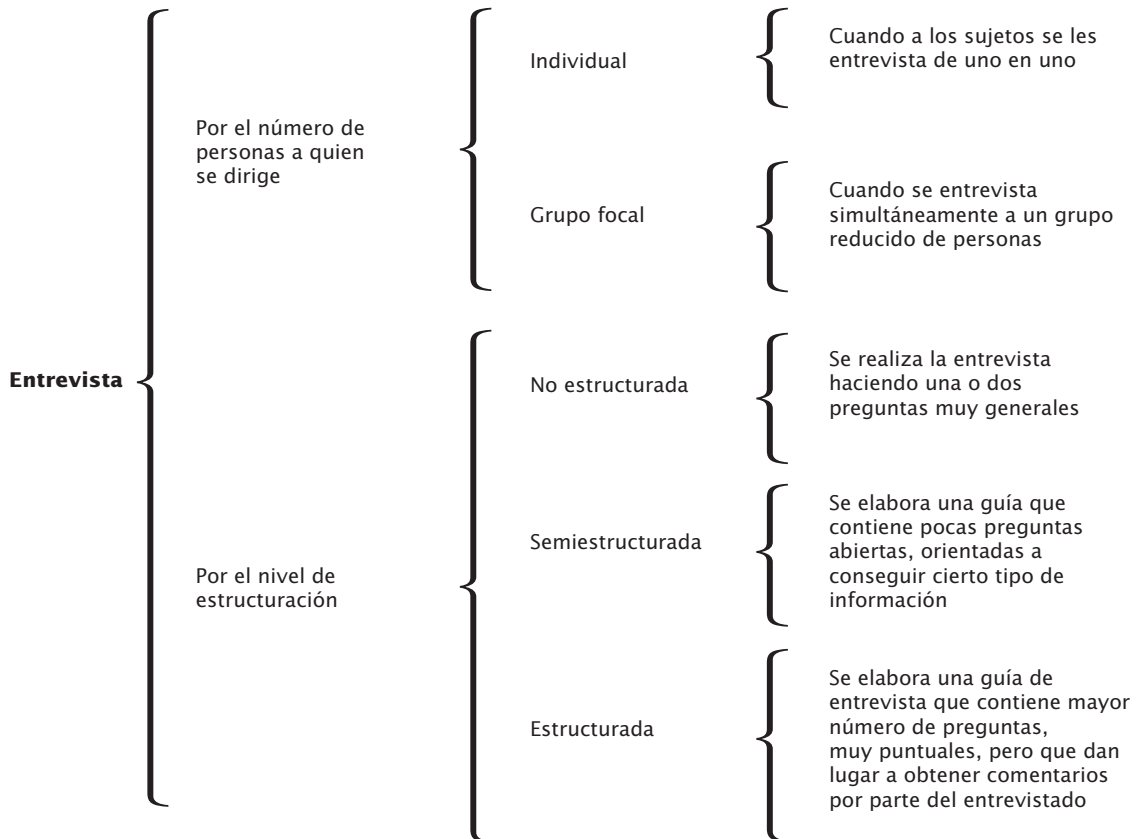 Entrevista
Por el número de
personas a quien
se dirige
Individual
Cuando a los sujetos se les
entrevista de uno en uno
Grupo focal
Cuando se entrevista
simultáneamente a un grupo
reducido de personas
Por el nivel de
estructuración
No estructurada
Se realiza la entrevista
haciendo una o dos
preguntas muy generales
Semiestructurada
Se elabora una guía que
contiene pocas preguntas
abiertas, orientadas a
conseguir cierto tipo de
información
Estructurada
Se elabora una guía de
entrevista que contiene mayor
número de preguntas,
muy puntuales, pero que dan
lugar a obtener comentarios
por parte del entrevistado